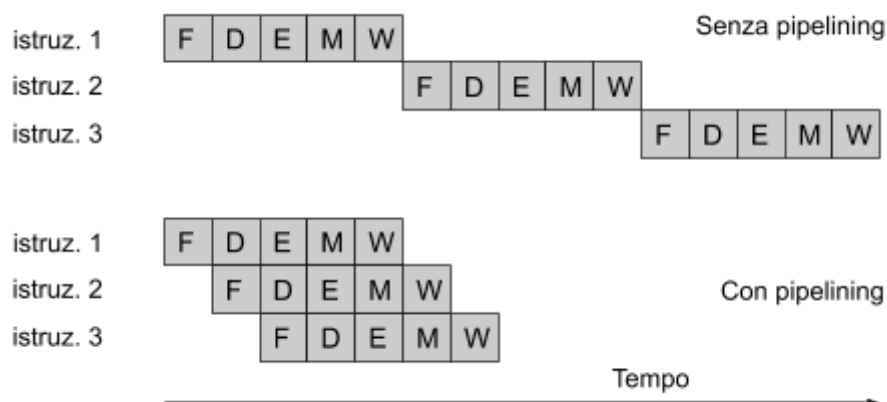 Senza pipelining
istruz. 1 F D E M W
istruz. 2 F D E M W
istruz. 3 F D E M W
istruz. 1 F D E M W
istruz. 2 F D E M W
Con pipelining
istruz. 3 F D E M W
Tempo